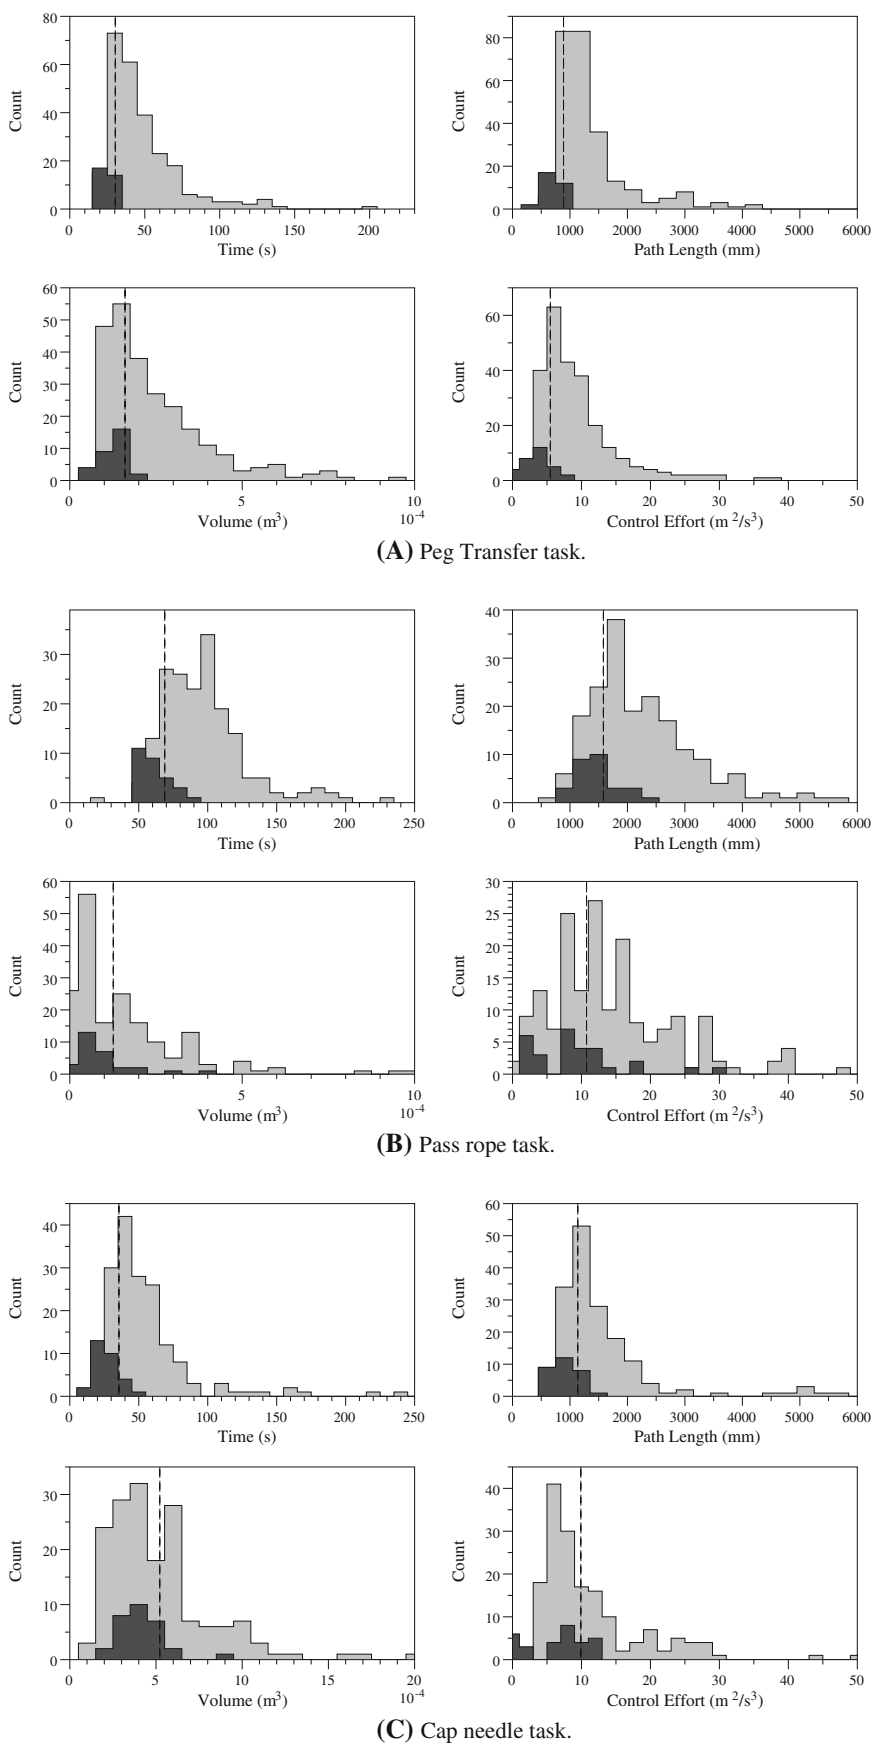 80
60
40
20
0
Count
0 50 100 150 200
Time (s)
80
60
40
20
0
Count
0 1000 2000 3000 4000 5000 6000
Path Length (mm)
60
50
40
30
20
10
0
Count
0 5 10
Volume (m³) 10⁻⁴
60
40
20
0
Count
0 10 20 30 40 50
Control Effort (m²/s³)
(A) Peg Transfer task.
30
20
10
0
Count
0 50 100 150 200 250
Time (s)
40
30
20
10
0
Count
0 1000 2000 3000 4000 5000 6000
Path Length (mm)
60
50
40
30
20
10
0
Count
0 5 10
Volume (m³) 10⁻⁴
30
25
20
15
10
5
0
Count
0 10 20 30 40 50
Control Effort (m²/s³)
(B) Pass rope task.
40
30
20
10
0
Count
0 50 100 150 200 250
Time (s)
60
50
40
30
20
10
0
Count
0 1000 2000 3000 4000 5000 6000
Path Length (mm)
30
20
10
0
Count
0 5 10 15 20
Volume (m³) 10⁻⁴
40
30
20
10
0
Count
0 10 20 30 40 50
Control Effort (m²/s³)
(C) Cap needle task.